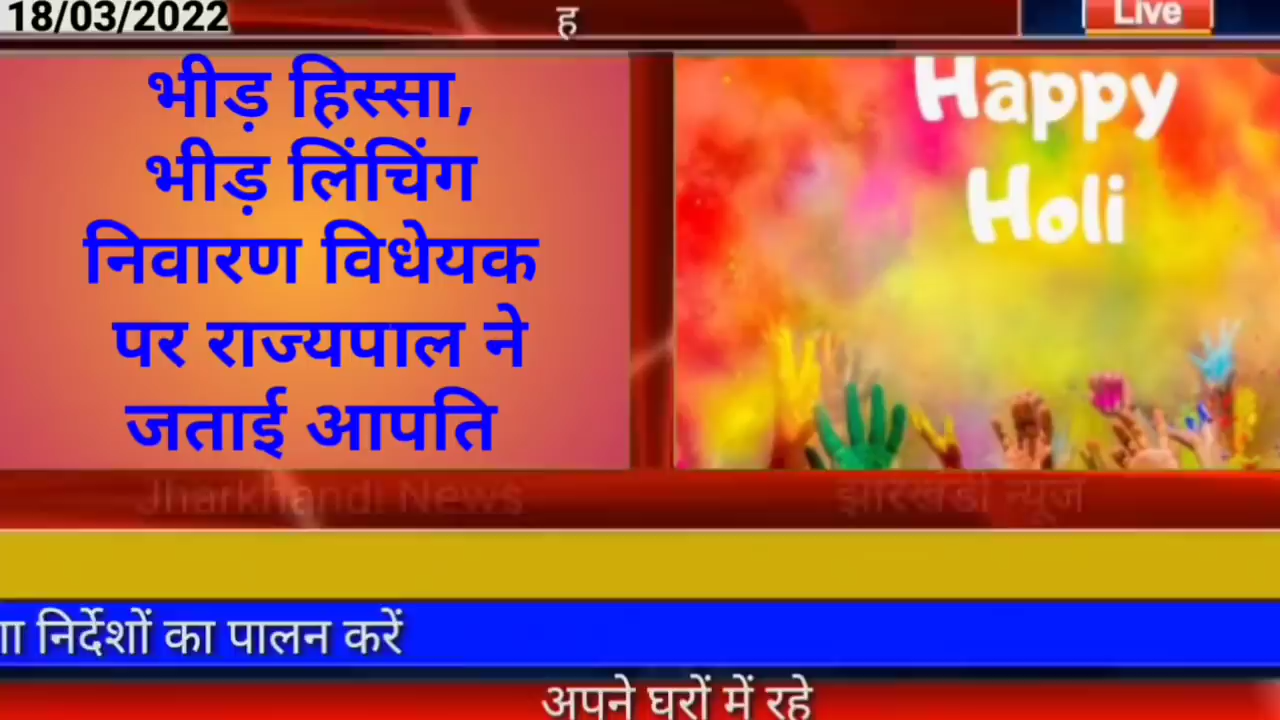 18/03/2022
ह
Live
भीड़ हिस्सा,
भीड़ लिंचिंग
निवारण विधेयक
पर राज्यपाल ने
जताई आपति
Happy
Holi
Jharkhandi News
झारखंडी न्यूज
निर्देशों का पालन करें
अपने घरों में रहे